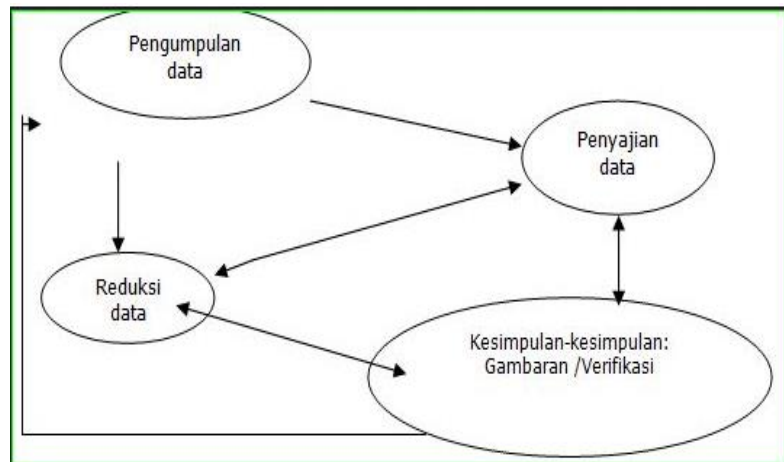 Pengumpulan
data
Penyajian
data
Reduksi
data
Kesimpulan-kesimpulan:
Gambaran /Verifikasi